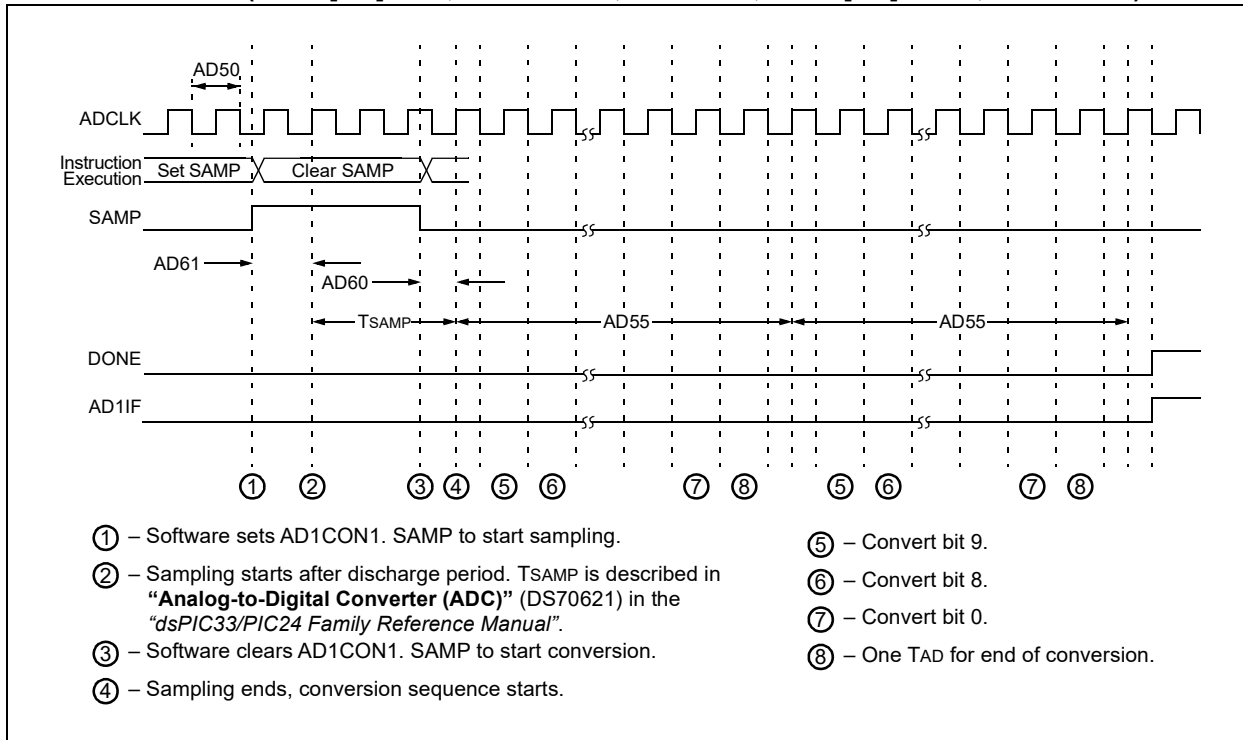 AD50
ADCLK
Instruction
Execution
Set SAMP
Clear SAMP
SAMP
AD61
AD60
TSAMP
AD55
AD55
DONE
AD1IF
1 2 3 4 5 6 7 8 5 6 7 8
1 – Software sets AD1CON1. SAMP to start sampling.
2 – Sampling starts after discharge period. TSAMP is described in
“Analog-to-Digital Converter (ADC)” (DS70621) in the
“dsPIC33/PIC24 Family Reference Manual”.
3 – Software clears AD1CON1. SAMP to start conversion.
4 – Sampling ends, conversion sequence starts.
5 – Convert bit 9.
6 – Convert bit 8.
7 – Convert bit 0.
8 – One TAD for end of conversion.